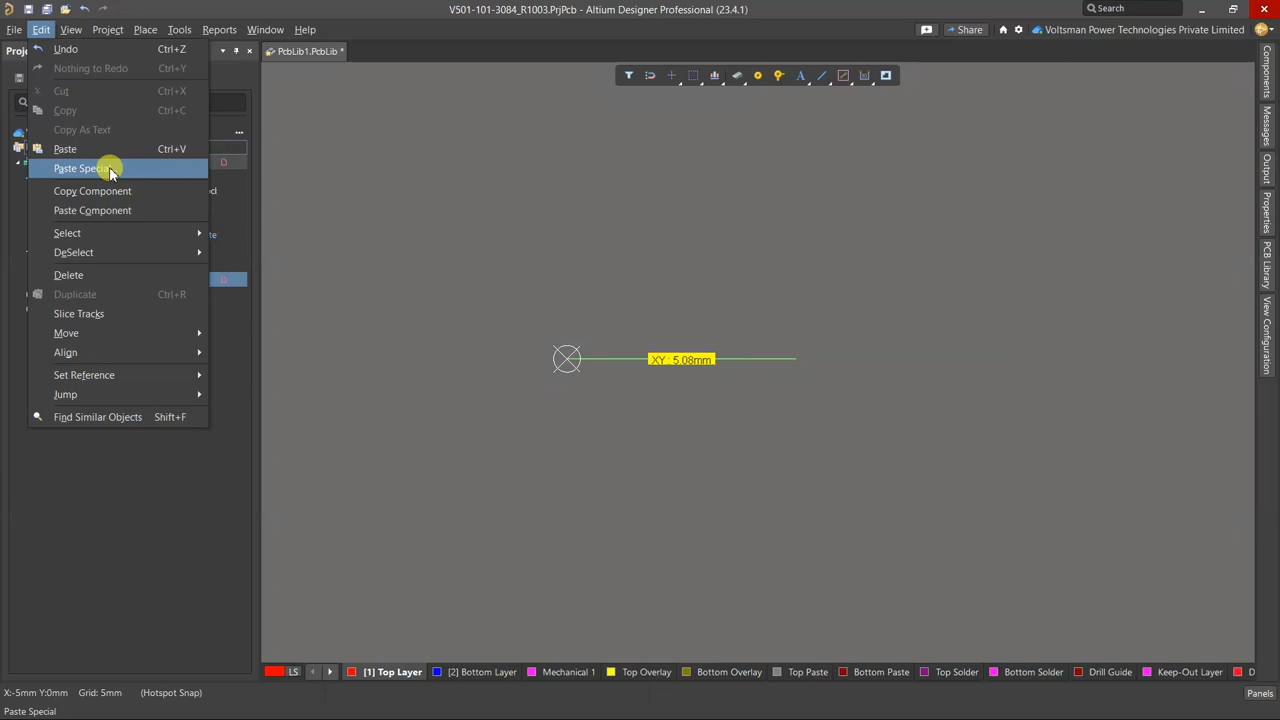 V501-101-3084_R1003.PrjPcb - Altium Designer Professional (23.4.1)
Search
File Edit View Project Place Tools Reports Window Help
Share
Voltsman Power Technologies Private Limited
PcbLib1.PcbLib *
Undo Ctrl+Z
Nothing to Redo Ctrl+Y
Cut Ctrl+X
Copy Ctrl+C
Copy As Text
Paste Ctrl+V
Paste Special
Copy Component
Paste Component
Select
DeSelect
Delete
Duplicate Ctrl+R
Slice Tracks
Move
Align
Set Reference
Jump
Find Similar Objects Shift+F
XY : 5.08mm
Components
Messages
Output
Properties
PCB Library
View Configuration
LS
[1] Top Layer
[2] Bottom Layer
Mechanical 1
Top Overlay
Bottom Overlay
Top Paste
Bottom Paste
Top Solder
Bottom Solder
Drill Guide
Keep-Out Layer
X:-5mm Y:0mm Grid: 5mm (Hotspot Snap)
Panels
Paste Special